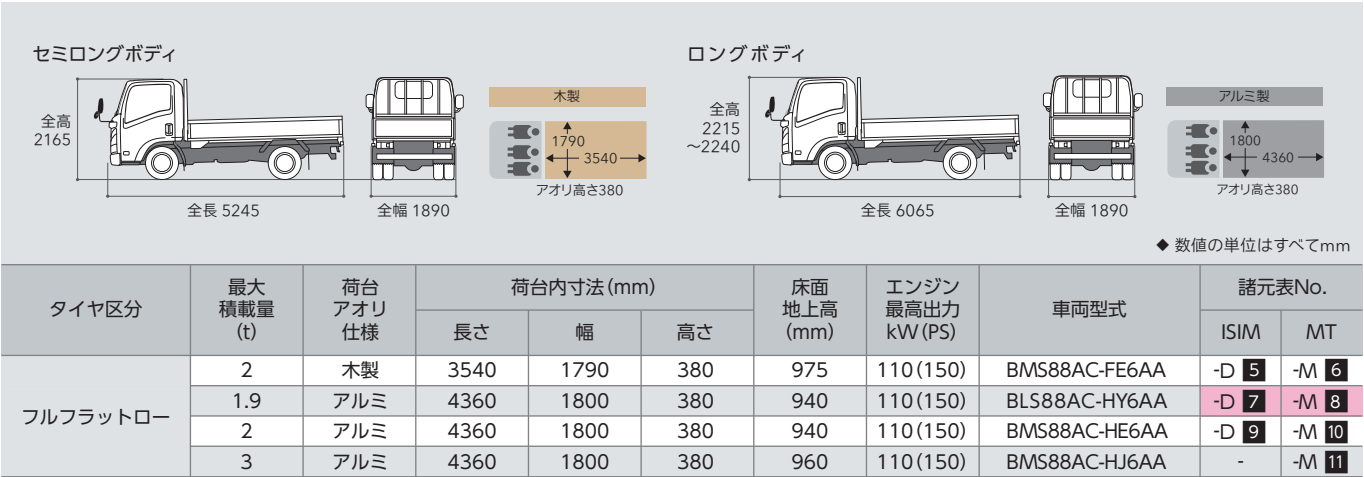 セミロングボディ
全高
2165
全長 5245
全幅 1890
木製
1790
3540
アオリ高さ380
ロングボディ
全高
2215
～2240
全長 6065
全幅 1890
アルミ製
1800
4360
アオリ高さ380
◆ 数値の単位はすべてmm
タイヤ区分 最大積載量(t) 荷台アオリ仕様 荷台内寸法(mm) 床面地上高(mm) エンジン最高出力kW(PS) 車両型式 諸元表No.
長さ 幅 高さ ISIM MT
フルフラットロー
2 木製 3540 1790 380 975 110(150) BMS88AC-FE6AA -D 5 -M 6
1.9 アルミ 4360 1800 380 940 110(150) BLS88AC-HY6AA -D 7 -M 8
2 アルミ 4360 1800 380 940 110(150) BMS88AC-HE6AA -D 9 -M 10
3 アルミ 4360 1800 380 960 110(150) BMS88AC-HJ6AA - -M 11